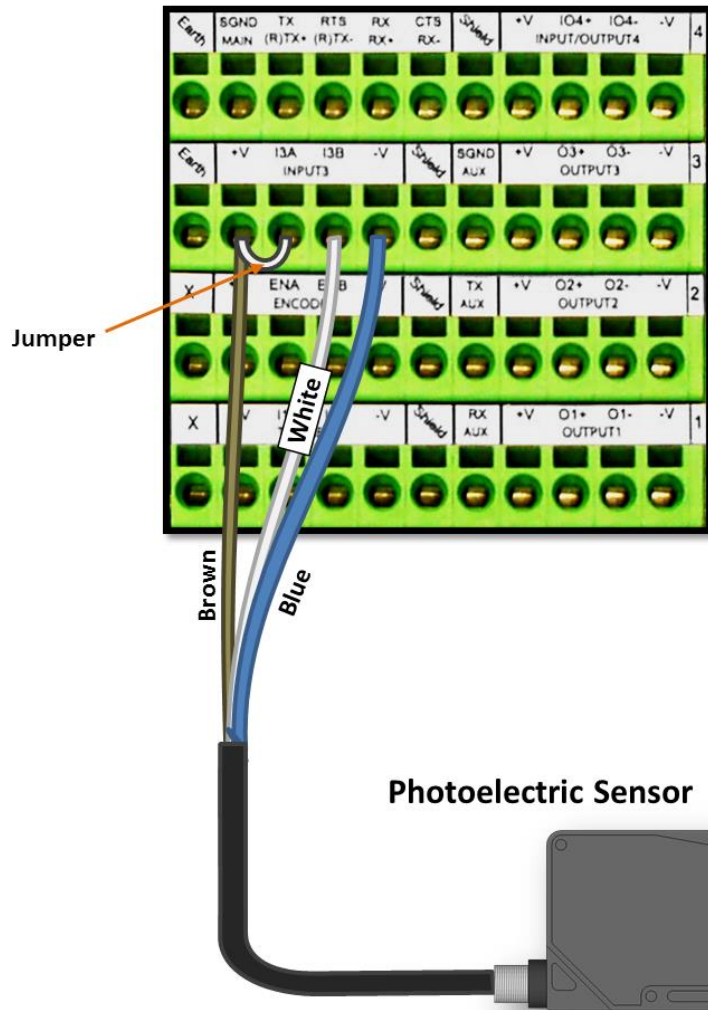 Earth SGND TX RTS RX CTS Shield +V IO4+ IO4- -V 4
MAIN (R)TX+ (R)TX- RX+ RX- INPUT/OUTPUT4
Earth +V I3A I3B -V Shield SGND +V O3+ O3- -V 3
INPUT3 AUX OUTPUT3
Jumper
X ENA Shield TX +V O2+ O2- -V 2
AUX OUTPUT2
White
X -V Shield RX +V O1+ O1- -V 1
AUX OUTPUT1
Brown
Blue
Photoelectric Sensor